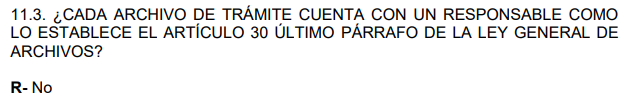 11.3. ¿CADA ARCHIVO DE TRÁMITE CUENTA CON UN RESPONSABLE COMO
LO ESTABLECE EL ARTÍCULO 30 ÚLTIMO PÁRRAFO DE LA LEY GENERAL DE
ARCHIVOS?
R- No